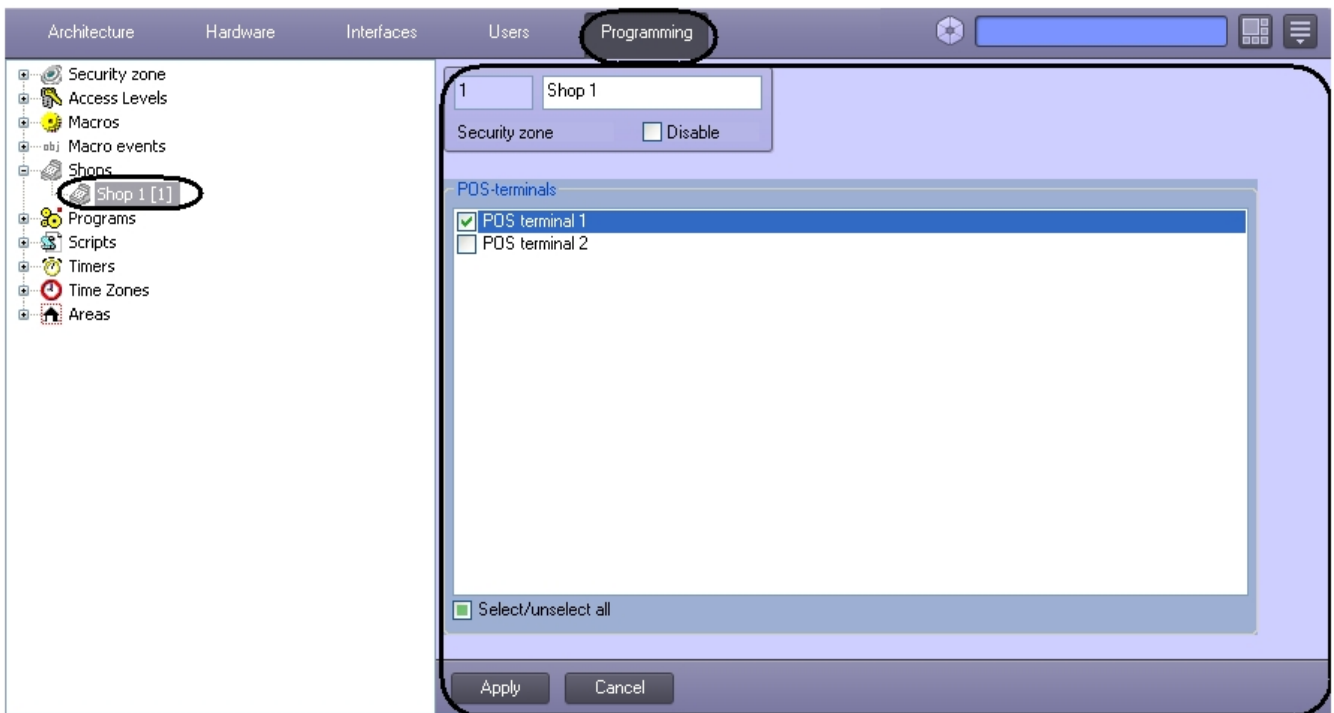 Architecture Hardware Interfaces Users Programming
Security zone
Access Levels
Macros
obj Macro events
Shops
Shop 1 [1]
Programs
Scripts
Timers
Time Zones
Areas
1 Shop 1
Security zone Disable
POS-terminals
POS terminal 1
POS terminal 2
Select/unselect all
Apply Cancel